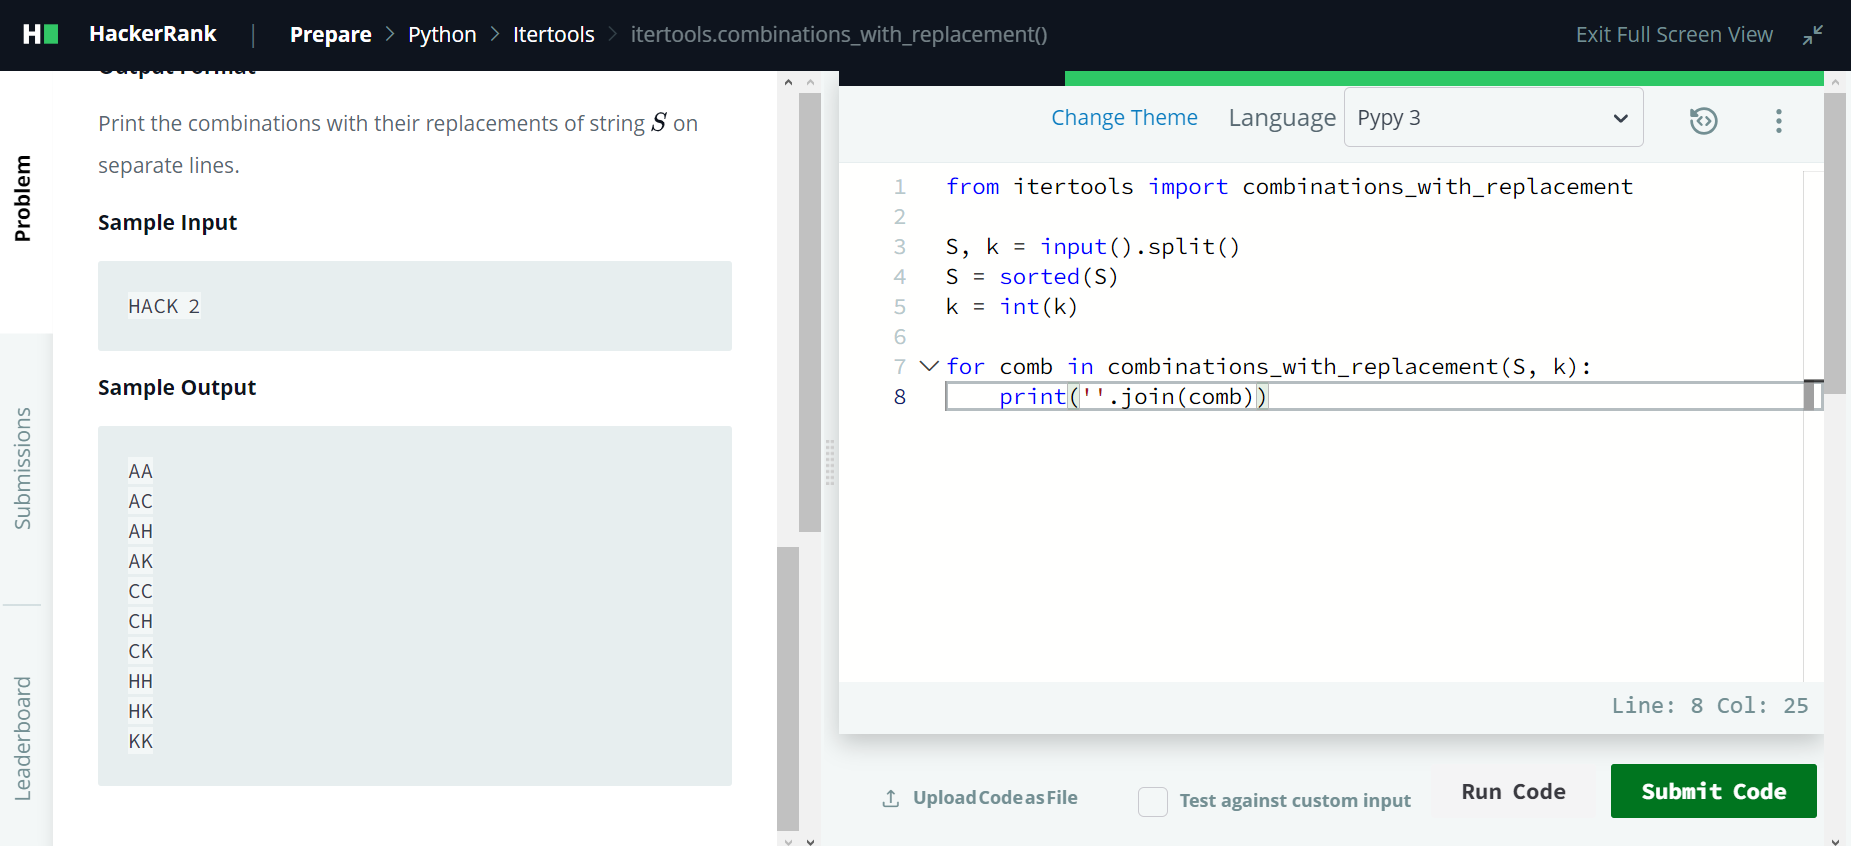 HackerRank | Prepare > Python > Itertools > itertools.combinations_with_replacement() Exit Full Screen View
Problem
Submissions
Leaderboard
Output Format
Print the combinations with their replacements of string S on
separate lines.
Sample Input
HACK 2
Sample Output
AA
AC
AH
AK
CC
CH
CK
HH
HK
KK
Change Theme Language Pypy 3
1 from itertools import combinations_with_replacement
2
3 S, k = input().split()
4 S = sorted(S)
5 k = int(k)
6
7 for comb in combinations_with_replacement(S, k):
8     print(''.join(comb))
Line: 8 Col: 25
Upload Code as File Test against custom input Run Code Submit Code